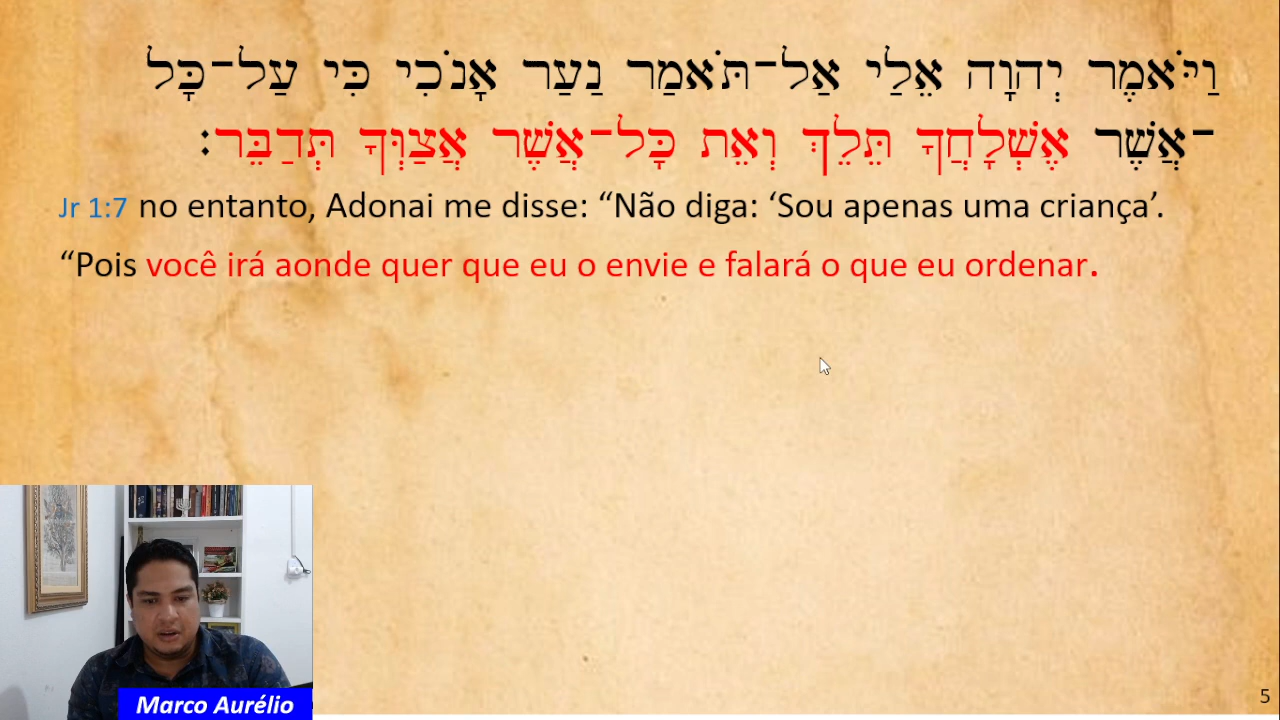 וַיֹּאמֶר יְהוָה אֵלַי אַל־תֹּאמַר נַעַר אָנֹכִי כִּי עַל־כָּל
־אֲשֶׁר אֶשְׁלָחֲךָ תֵּלֵךְ וְאֵת כָּל־אֲשֶׁר אֲצַוְּךָ תְּדַבֵּר׃
Jr 1:7 no entanto, Adonai me disse: “Não diga: ‘Sou apenas uma criança’.
“Pois você irá aonde quer que eu o envie e falará o que eu ordenar.
Marco Aurélio
5